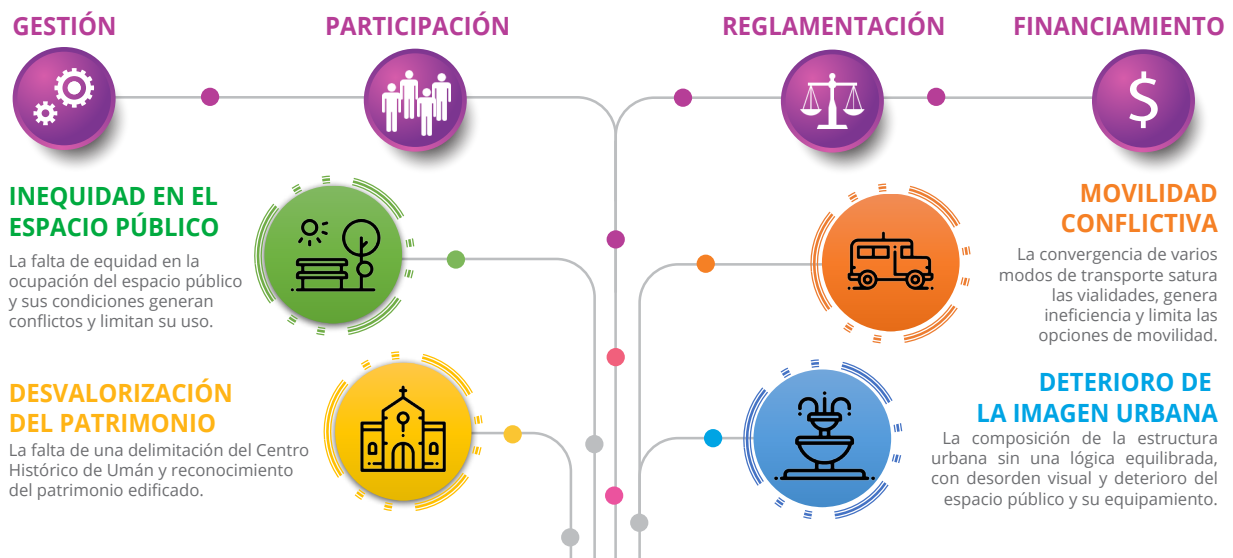 GESTIÓN
PARTICIPACIÓN
REGLAMENTACIÓN
FINANCIAMIENTO
$
INEQUIDAD EN EL
ESPACIO PÚBLICO
La falta de equidad en la
ocupación del espacio público
y sus condiciones generan
conflictos y limitan su uso.
MOVILIDAD
CONFLICTIVA
La convergencia de varios
modos de transporte satura
las vialidades, genera
ineficiencia y limita las
opciones de movilidad.
DESVALORIZACIÓN
DEL PATRIMONIO
La falta de una delimitación del Centro
Histórico de Umán y reconocimiento
del patrimonio edificado.
DETERIORO DE
LA IMAGEN URBANA
La composición de la estructura
urbana sin una lógica equilibrada,
con desorden visual y deterioro del
espacio público y su equipamiento.